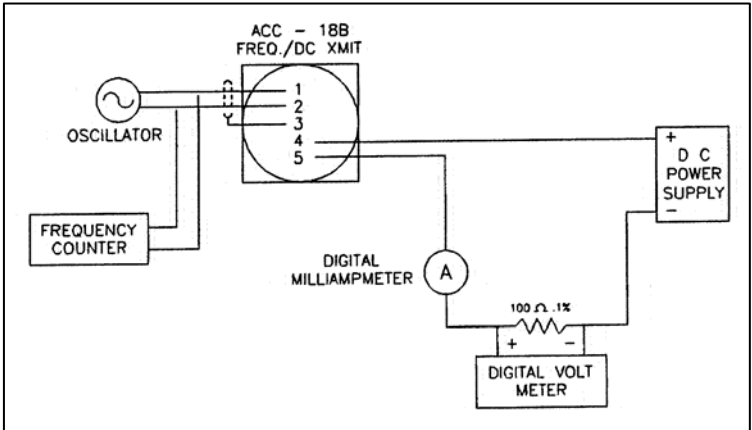 ACC - 18B
FREQ./DC XMIT
1
2
3
4
5
OSCILLATOR
FREQUENCY
COUNTER
+
D C
POWER
SUPPLY
−
DIGITAL
MILLIAMPMETER
A
100 Ω .1%
+ −
DIGITAL VOLT
METER